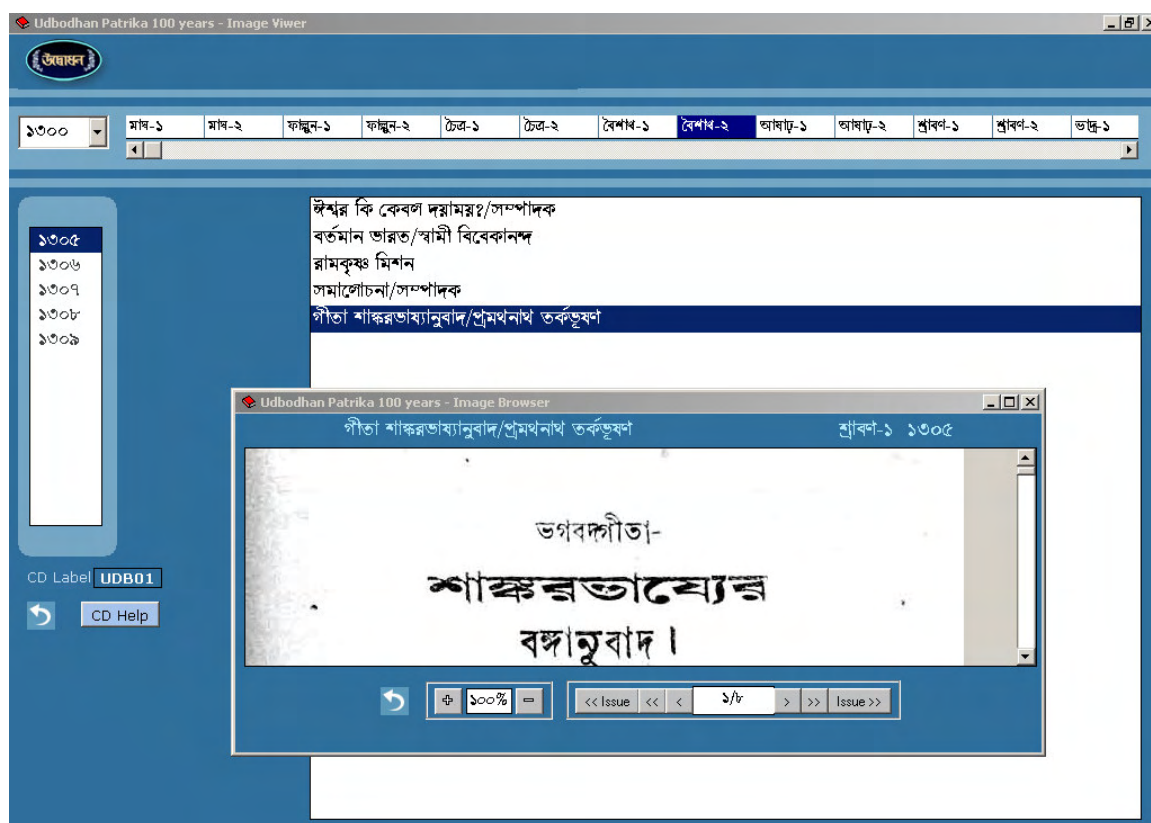 Udbodhan Patrika 100 years - Image Viwer
উদ্বোধন
১৩০০ মাঘ-১ মাঘ-২ ফাল্গুন-১ ফাল্গুন-২ চৈত্র-১ চৈত্র-২ বৈশাখ-১ বৈশাখ-২ আষাঢ়-১ আষাঢ়-২ শ্রাবণ-১ শ্রাবণ-২ ভাদ্র-১
১৩০৫
১৩০৬
১৩০৭
১৩০৮
১৩০৯
ঈশ্বর কি কেবল দয়াময়?/সম্পাদক
বর্তমান ভারত/স্বামী বিবেকানন্দ
রামকৃষ্ণ মিশন
সমালোচনা/সম্পাদক
গীতা শাঙ্করভাষ্যানুবাদ/প্রমথনাথ তর্কভূষণ
CD Label UDB01
CD Help
Udbodhan Patrika 100 years - Image Browser
গীতা শাঙ্করভাষ্যানুবাদ/প্রমথনাথ তর্কভূষণ শ্রাবণ-১ ১৩০৫
ভগবদ্গীতা-
শাঙ্করভাষ্যের
বঙ্গানুবাদ।
+ ১০০% - << Issue << < ১/৮ > >> Issue >>